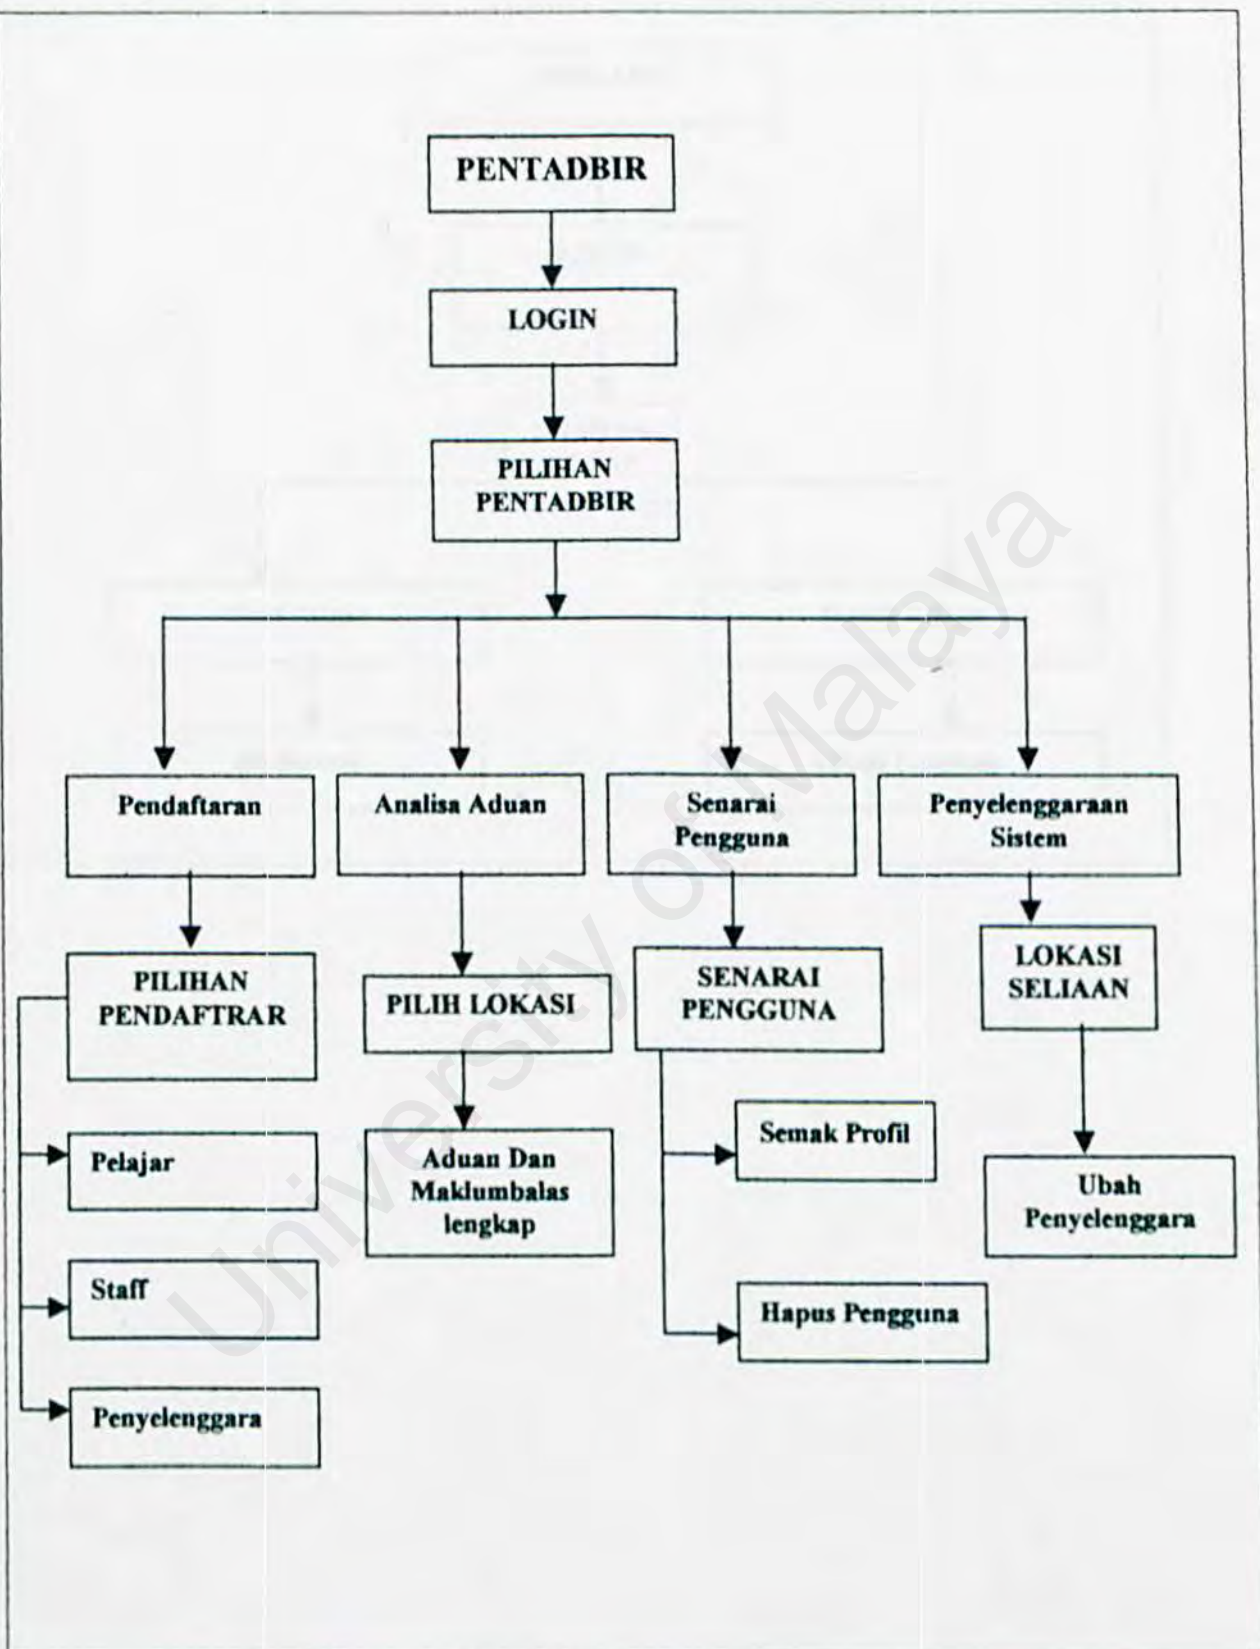 PENTADBIR
LOGIN
PILIHAN
PENTADBIR
Pendaftaran
Analisa Aduan
Senarai
Pengguna
Penyelenggaraan
Sistem
PILIHAN
PENDAFTRAR
PILIH LOKASI
SENARAI
PENGGUNA
LOKASI
SELIAAN
Pelajar
Staff
Penyelenggara
Aduan Dan
Maklumbalas
lengkap
Semak Profil
Hapus Pengguna
Ubah
Penyelenggara
University of Malaya